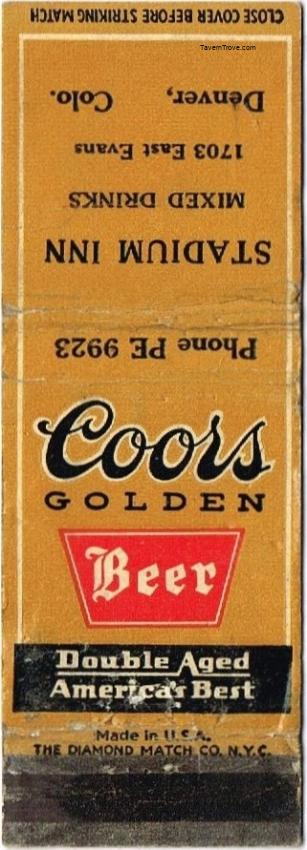 CLOSE COVER BEFORE STRIKING MATCH
TavernTrove.com
Denver, Colo.
1703 East Evans
MIXED DRINKS
STADIUM INN
Phone PE 9923
Coors
GOLDEN
Beer
Double Aged
America's Best
Made in U.S.A.
THE DIAMOND MATCH CO. N.Y.C.